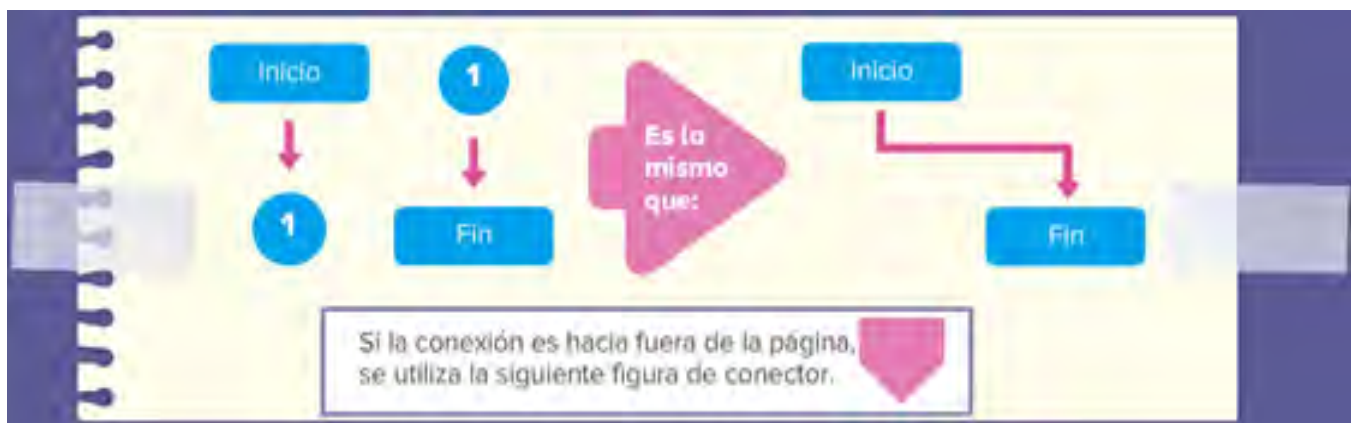 Inicio
1
1
Fin
Es lo
mismo
que:
Inicio
Fin
Si la conexión es hacia fuera de la página,
se utiliza la siguiente figura de conector.